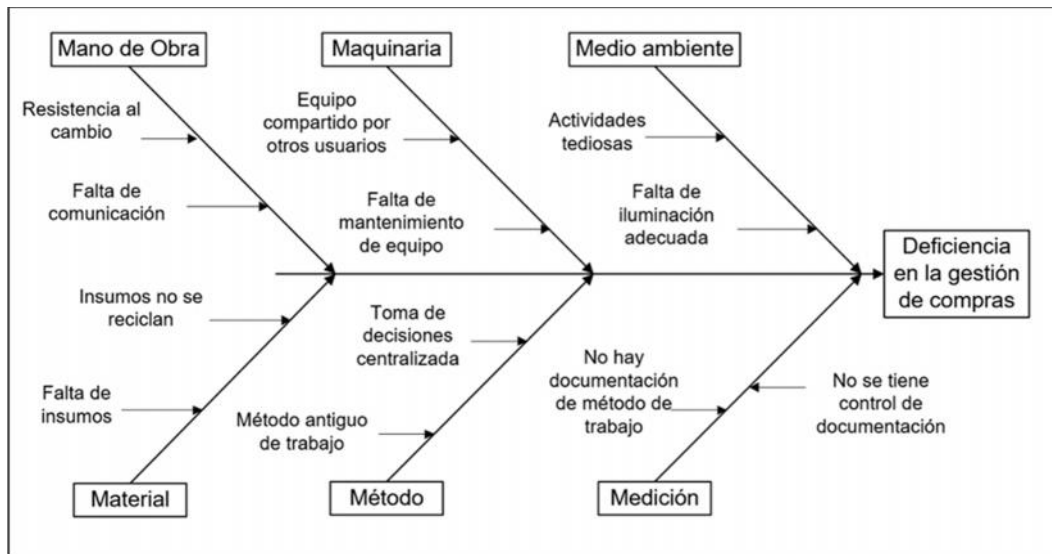 Mano de Obra
Maquinaria
Medio ambiente
Resistencia al
cambio
Falta de
comunicación
Equipo
compartido por
otros usuarios
Falta de
mantenimiento
de equipo
Actividades
tediosas
Falta de
iluminación
adecuada
Deficiencia
en la gestión
de compras
Insumos no se
reciclan
Falta de
insumos
Toma de
decisiones
centralizada
Método antiguo
de trabajo
No hay
documentación
de método de
trabajo
No se tiene
control de
documentación
Material
Método
Medición